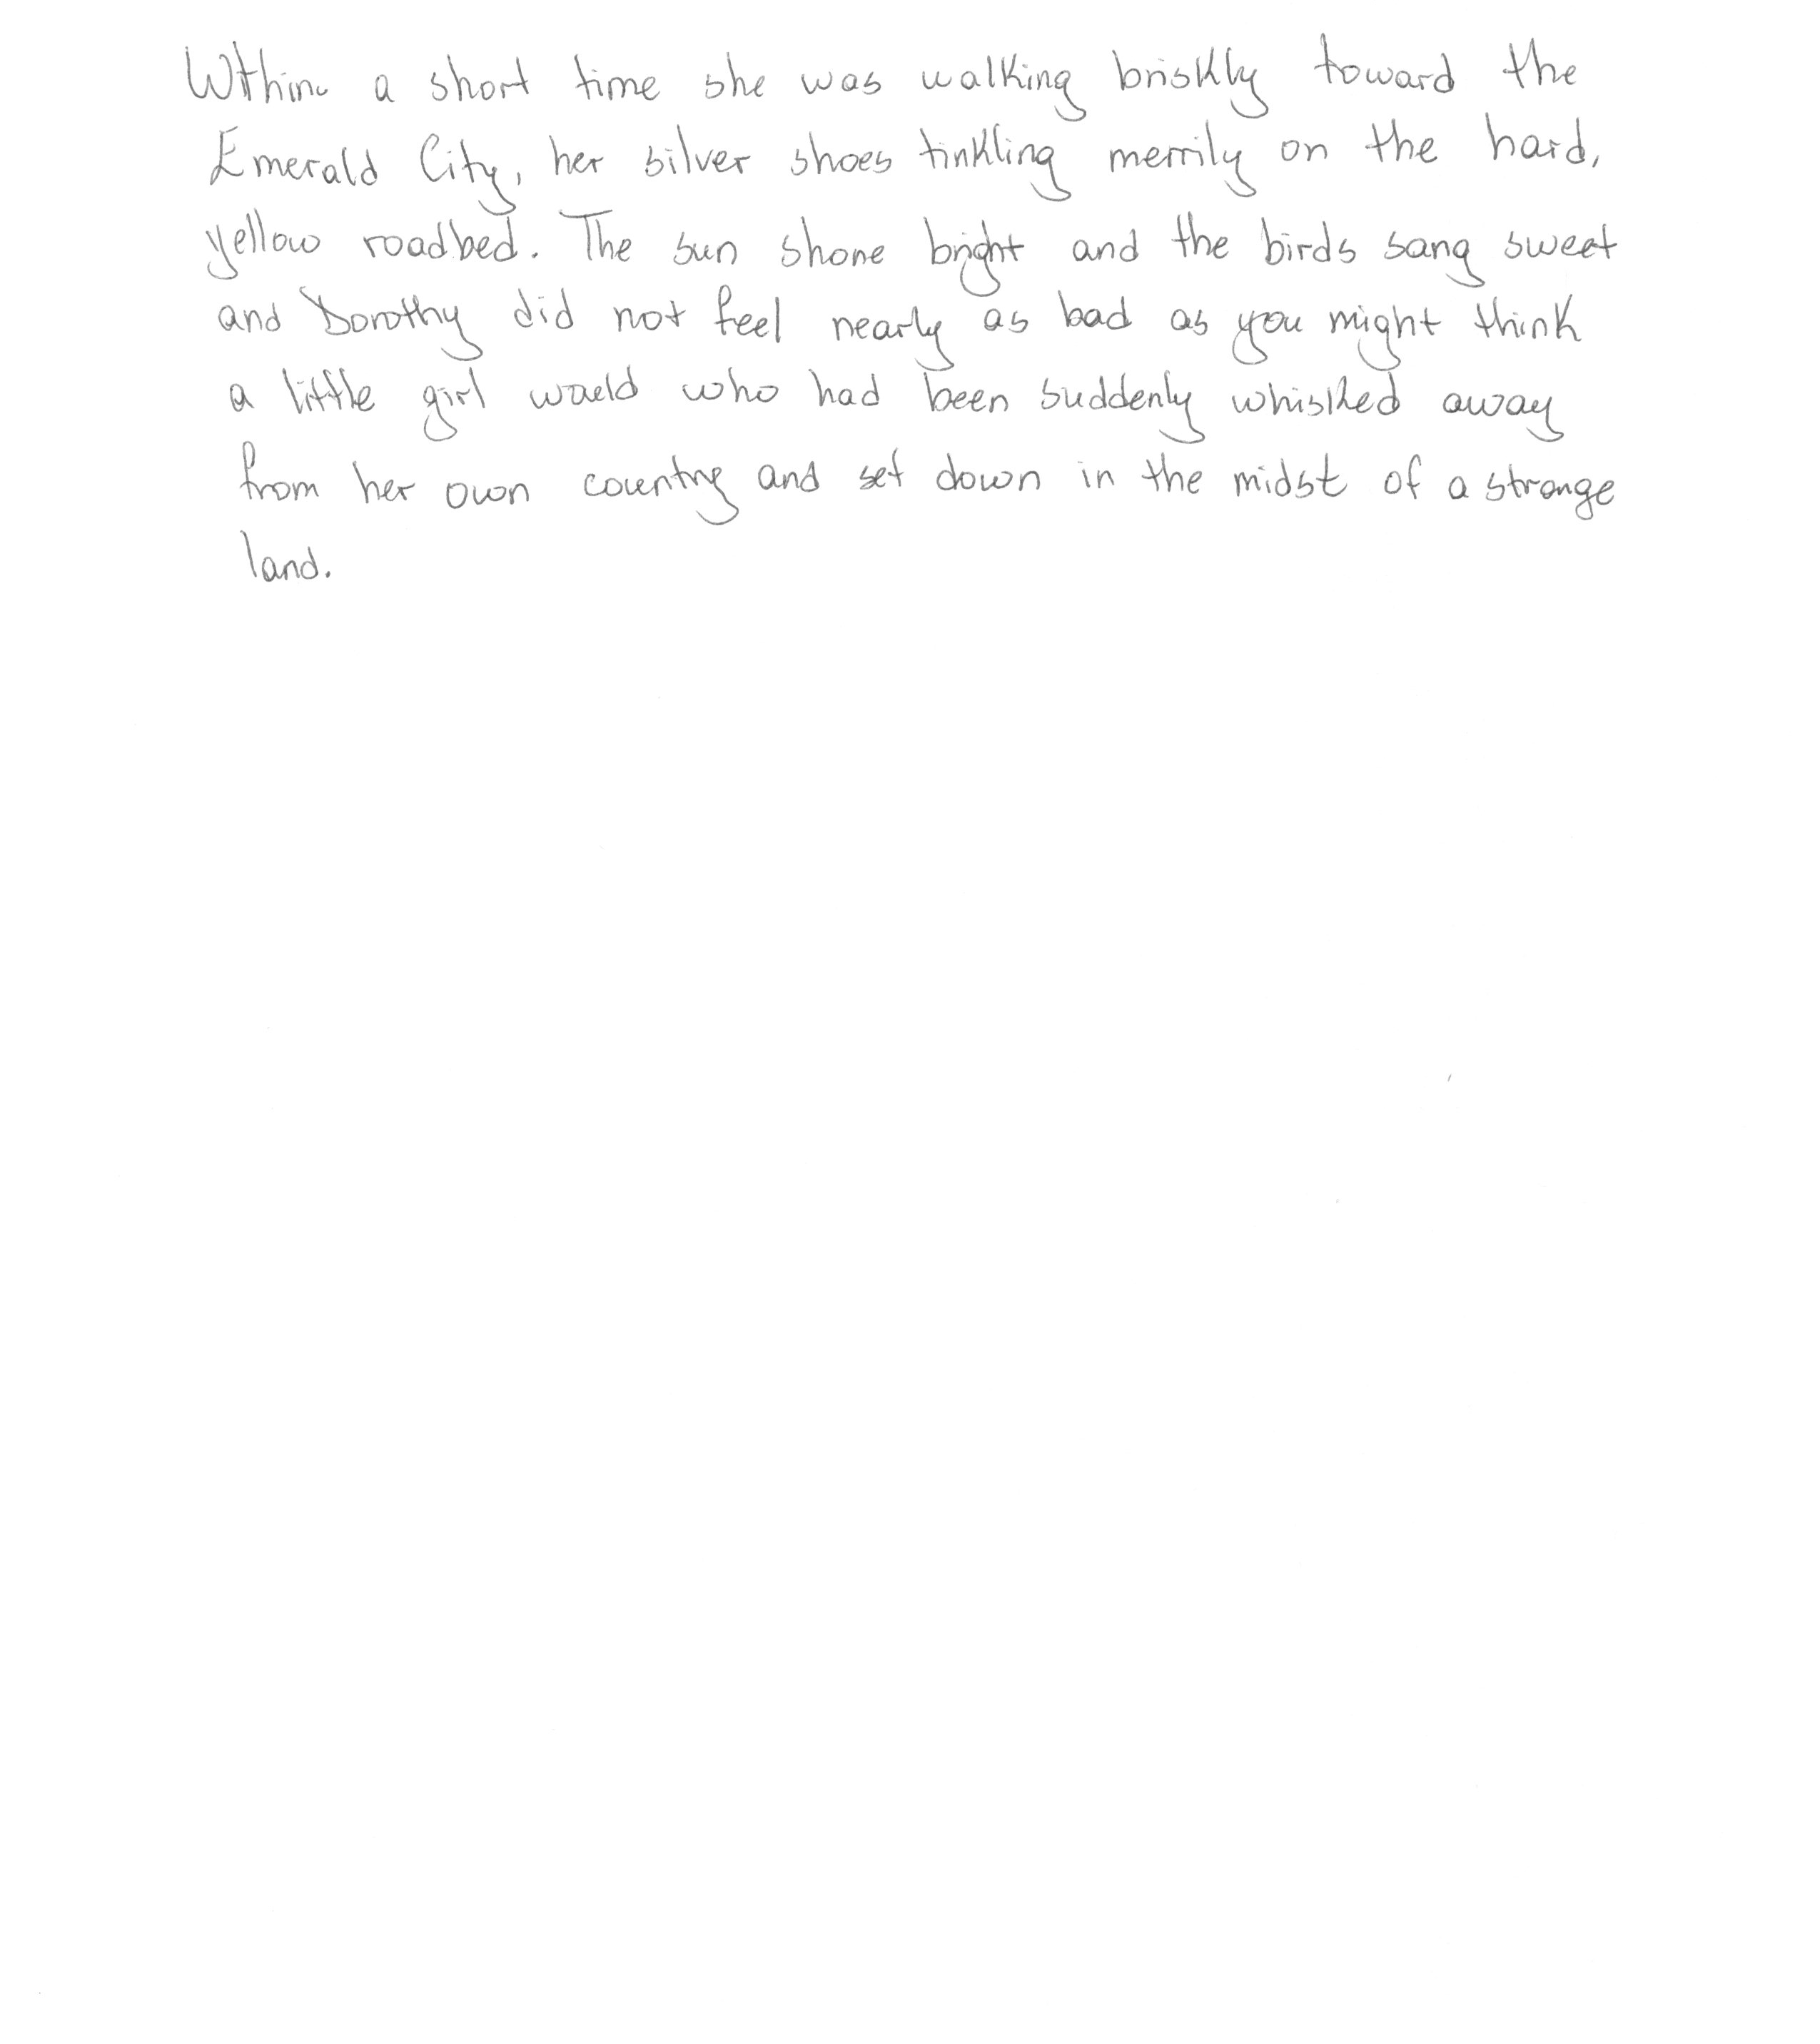 Within a short time she was walking briskly toward the
Emerald City, her silver shoes tinkling merrily on the hard,
yellow roadbed. The sun shone bright and the birds sang sweet
and Dorothy did not feel nearly as bad as you might think
a little girl would who had been suddenly whisked away
from her own country and set down in the midst of a strange
land.